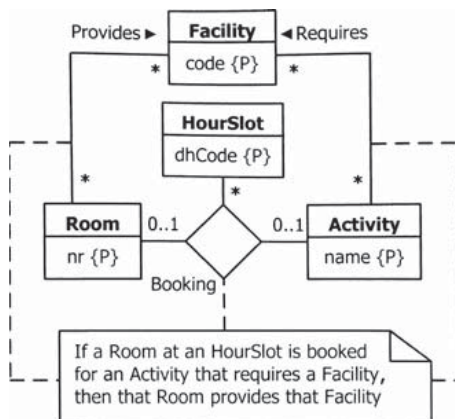 Provides ►
Facility
◄ Requires
code {P}
*
*
HourSlot
dhCode {P}
*
*
*
Room
0..1
0..1
Activity
nr {P}
name {P}
Booking
If a Room at an HourSlot is booked
for an Activity that requires a Facility,
then that Room provides that Facility